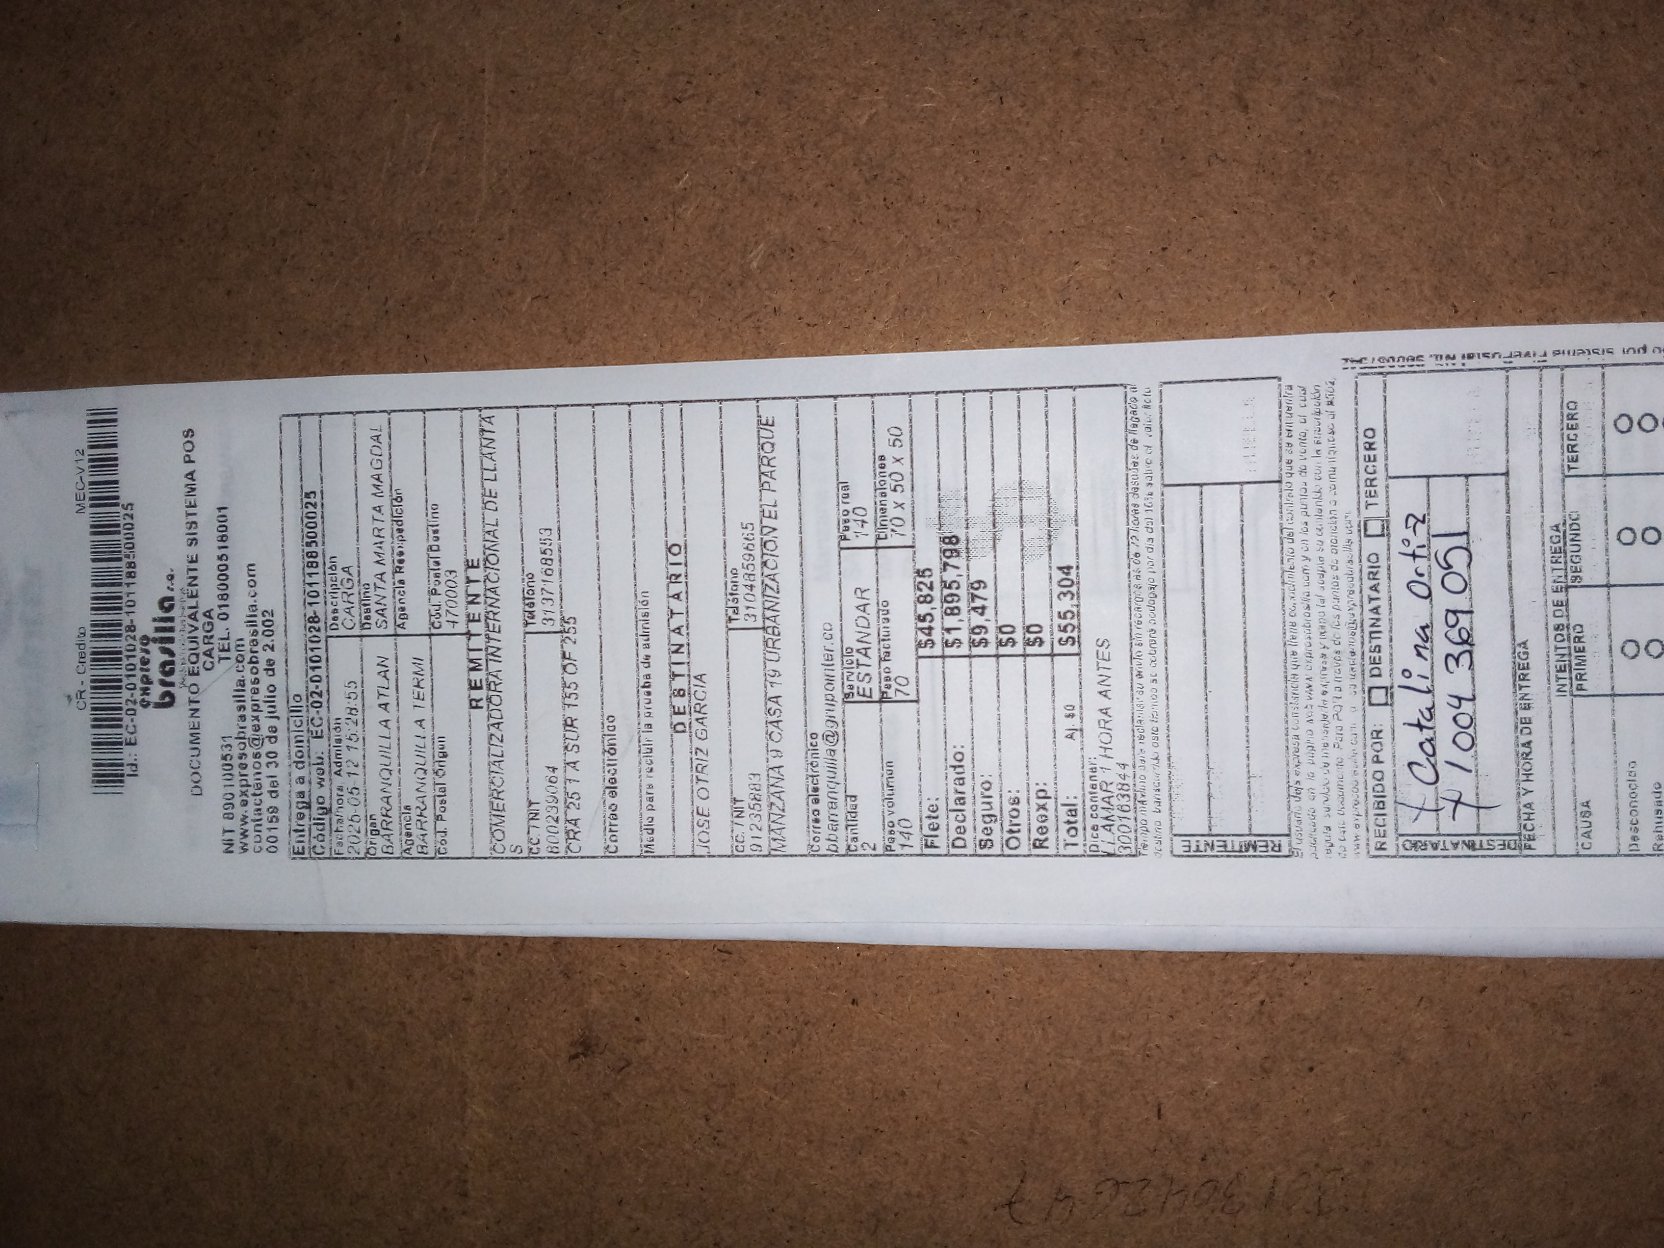 CR - Credito MEC-V12
Id.: EC-02-0101028-101188500025
expreso
brasilia s.a.
DOCUMENTO EQUIVALENTE SISTEMA POS
CARGA
NIT 890100531 TEL. 018000518001
www.expresobrasilia.com
contactanos@expresobrasilia.com
00159 del 30 de julio de 2.002
Entrega a domicilio
Código web: EC-02-0101028-101188500025
Fecha/hora Admisión Descripción
2025-05-12 15:28:55 CARGA
Origen Destino
BARRANQUILLA ATLAN SANTA MARTA MAGDAL
Agencia Agencia Reexpedición
BARRANQUILLA TERMI
Cód. Postal Origen Cód. Postal Destino
470003
REMITENTE
COMERCIALIZADORA INTERNACIONAL DE LLANTA
S
CC. / NIT Teléfono
800239064 3137168553
CRA 25 1 A SUR 155 OF 255
Correo electrónico
Medio para recibir la prueba de admisión
DESTINATARIO
JOSE OTRIZ GARCIA
CC. / NIT Teléfono
91235883 3104859665
MANZANA 9 CASA 19 URBANIZACION EL PARQUE
Correo electrónico
bbarranquilla@grupointer.co
Cantidad Servicio Peso real
2 ESTANDAR 140
Peso volumen Peso facturado Dimensiones
140 70 70 x 50 x 50
Flete: $45,825
Declarado: $1,895,798
Seguro: $9,479
Otros: $0
Reexp: $0
Total: Aj. $0 $55,304
Dice contener:
LLAMAR 1 HORA ANTES
300163844
REMITENTE
RECIBIDO POR: DESTINATARIO TERCERO
DESTINATARIO
x Catalina Ortiz
x 1004369051
FECHA Y HORA DE ENTREGA
INTENTOS DE ENTREGA
CAUSA PRIMERO SEGUNDO TERCERO
Desconocido
Rehusado